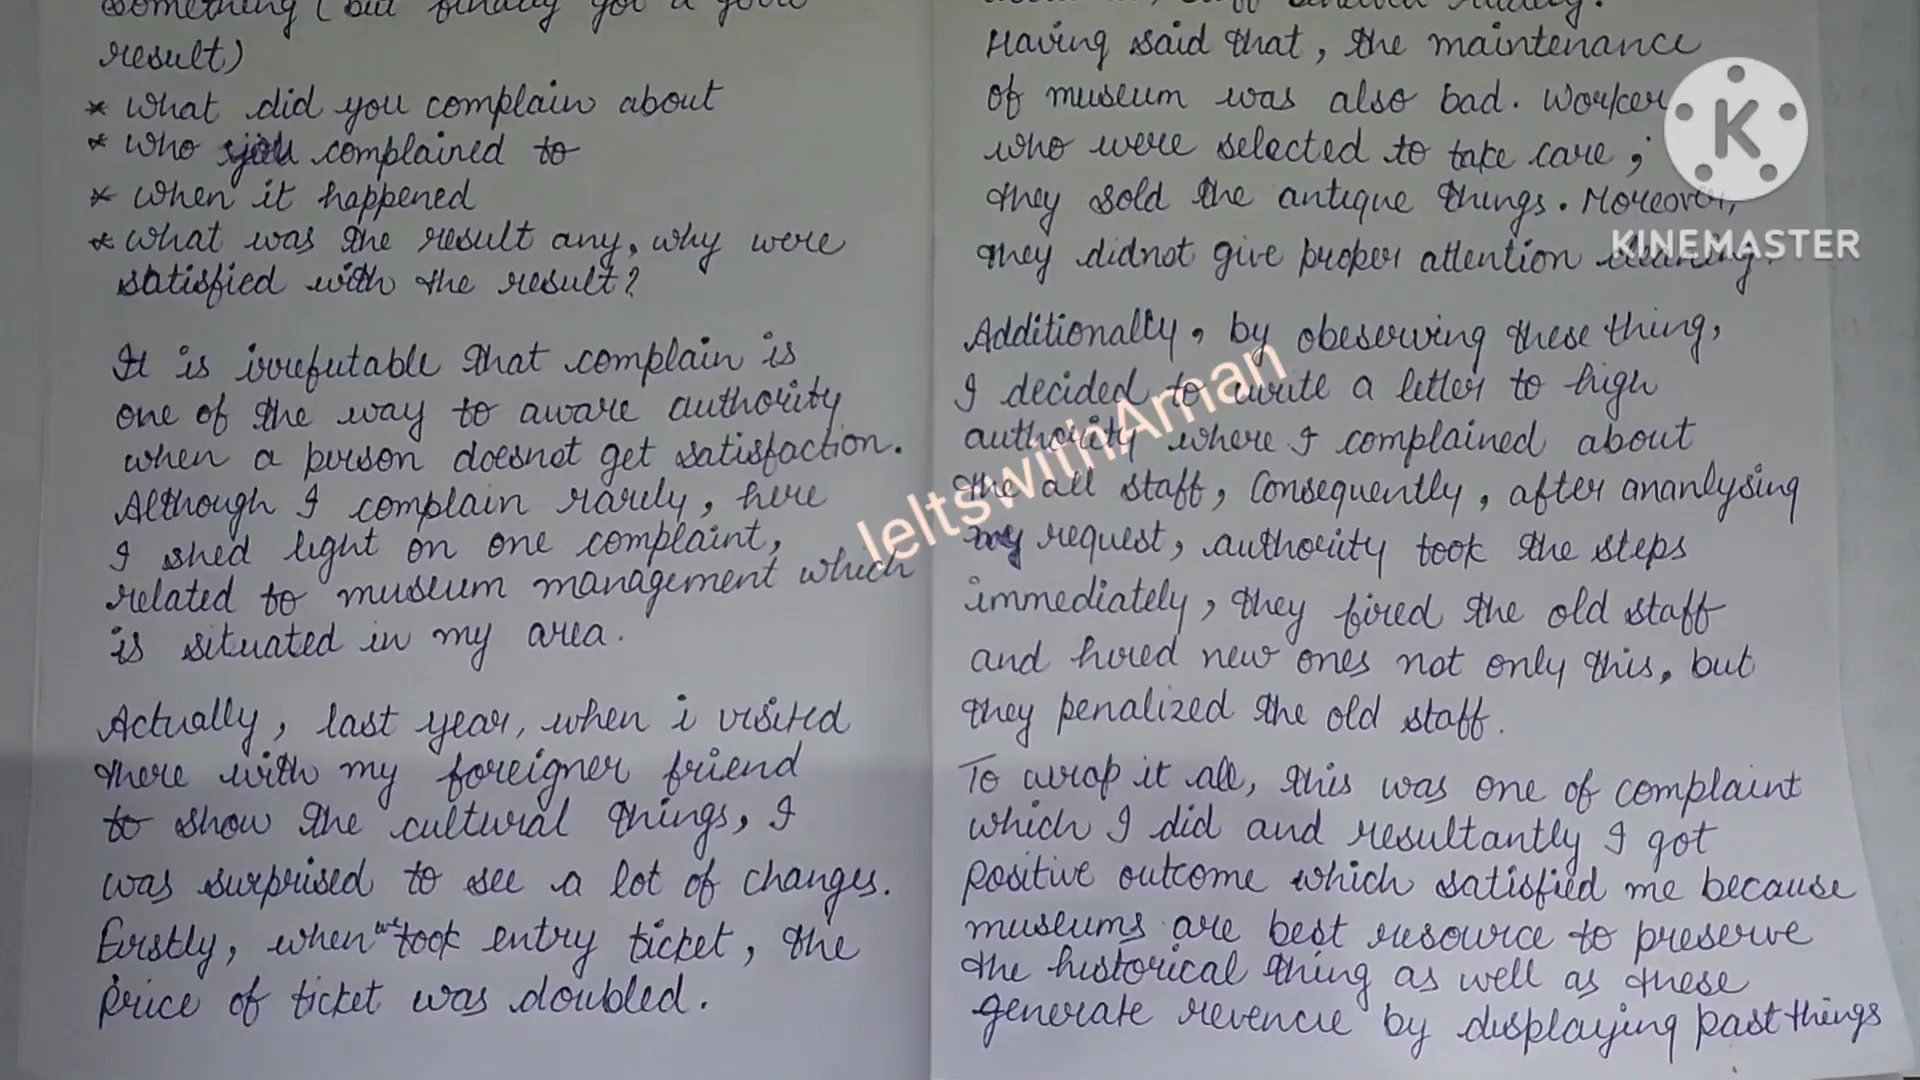 something (but finally got a good
result)
* what did you complain about
* who you complained to
* when it happened
* what was the result any, why were
satisfied with the result?
It is irrefutable that complain is
one of the way to aware authority
when a person doesnot get satisfaction.
Although I complain rarely, here
I shed light on one complaint,
related to museum management which
is situated in my area.
Actually, last year, when i visited
there with my foreigner friend
to show the cultural things, I
was surprised to see a lot of changes.
Firstly, when we took entry ticket, the
price of ticket was doubled.
Having said that, the maintenance
of museum was also bad. Worker
who were selected to take care,
they sold the antique things. Moreover,
they didnot give proper attention cleaning.
Additionally, by obeserving these thing,
I decided to write a letter to high
authority where I complained about
the all staff, Consequently, after ananlysing
my request, authority took the steps
immediately, they fired the old staff
and hired new ones not only this, but
they penalized the old staff.
To wrap it all, this was one of complaint
which I did and resultantly I got
positive outcome which satisfied me because
museums are best resource to preserve
the historical thing as well as these
generate revenue by displaying past things
IeltswithAman
K
KINEMASTER